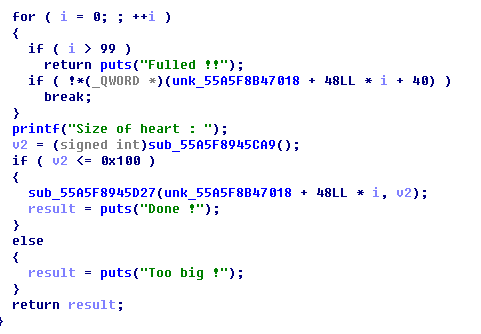 for ( i = 0; ; ++i )
{
if ( i > 99 )
return puts("Fulled !!");
if ( !*(_QWORD *)(unk_55A5F8B47018 + 48LL * i + 40) )
break;
}
printf("Size of heart : ");
v2 = (signed int)sub_55A5F8945CA9();
if ( v2 <= 0x100 )
{
sub_55A5F8945D27(unk_55A5F8B47018 + 48LL * i, v2);
result = puts("Done !");
}
else
{
result = puts("Too big !");
}
return result;
}